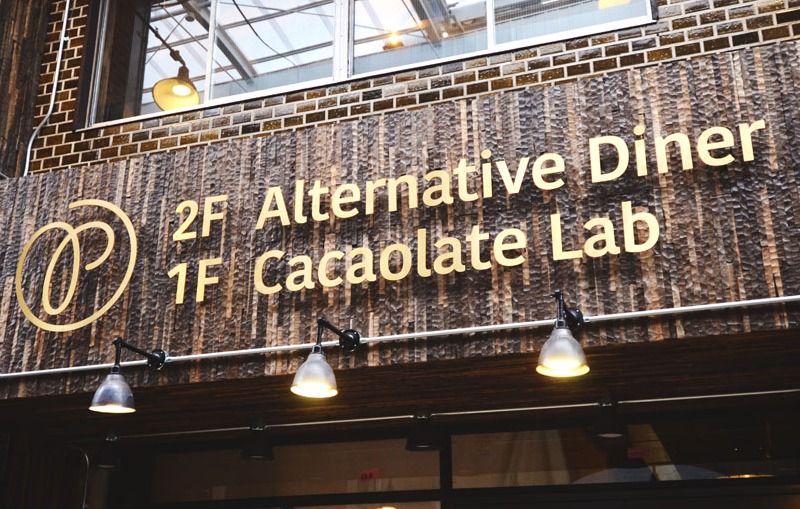 2F Alternative Diner
1F Cacaolate Lab